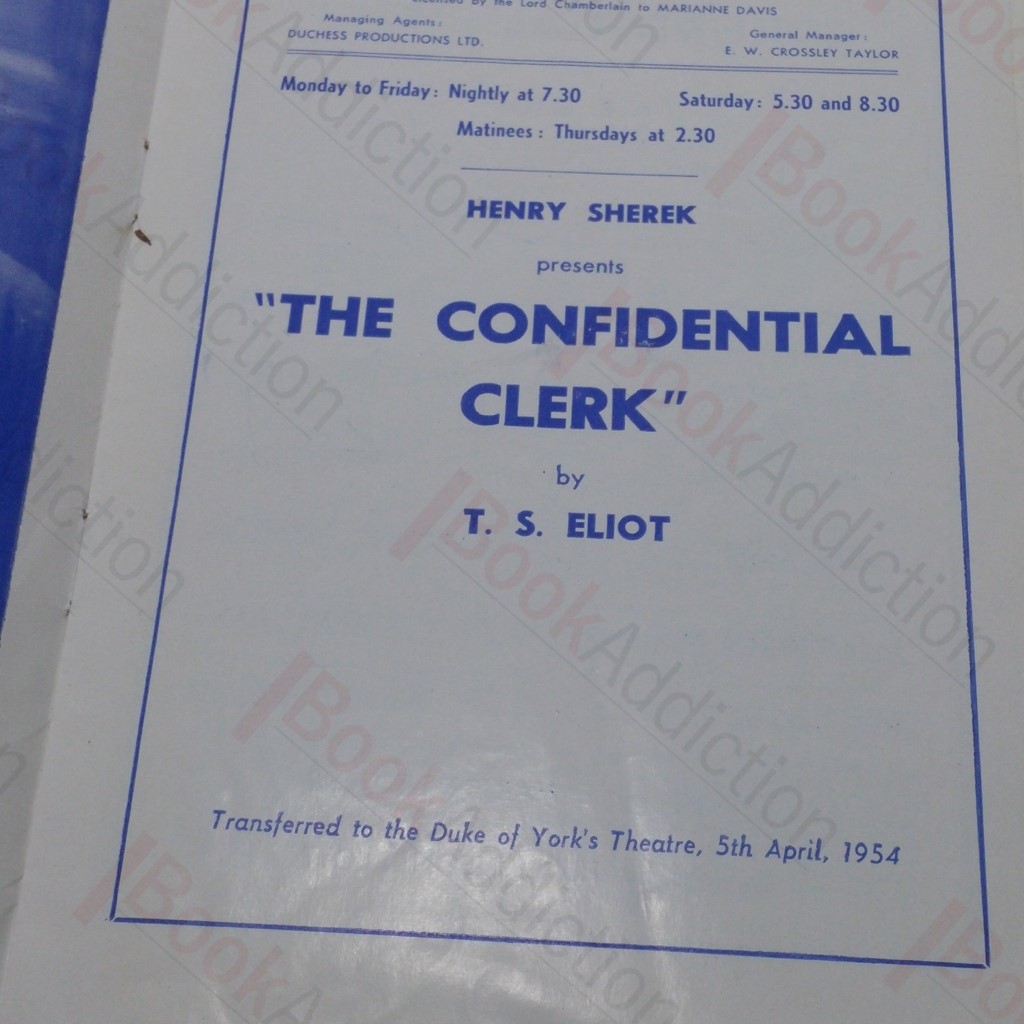 Licensed by the Lord Chamberlain to MARIANNE DAVIS
Managing Agents:
DUCHESS PRODUCTIONS LTD.
General Manager:
E. W. CROSSLEY TAYLOR
Monday to Friday: Nightly at 7.30
Saturday: 5.30 and 8.30
Matinees: Thursdays at 2.30
HENRY SHEREK
presents
"THE CONFIDENTIAL
CLERK"
by
T. S. ELIOT
Transferred to the Duke of York's Theatre, 5th April, 1954
BookAddiction